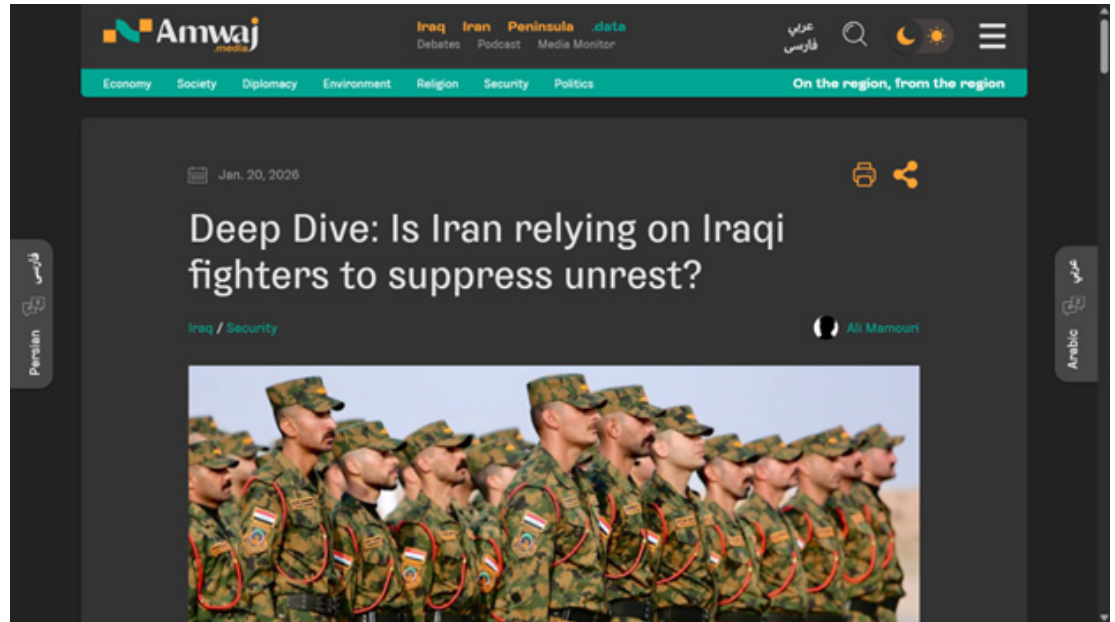 Amwaj
.media
Iraq Iran Peninsula .data
Debates Podcast Media Monitor
عربي
فارسی
Economy Society Diplomacy Environment Religion Security Politics
On the region, from the region
Jan. 20, 2026
Deep Dive: Is Iran relying on Iraqi
fighters to suppress unrest?
Iraq / Security
Ali Mamouri
فارسی
Persian
عربي
Arabic